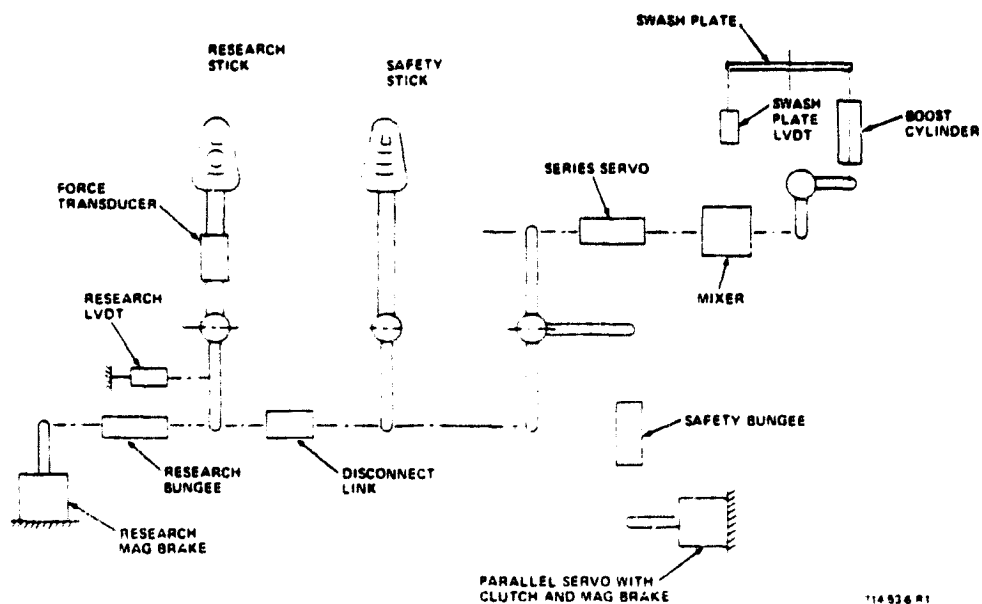 SWASH PLATE
RESEARCH
STICK
SAFETY
STICK
SWASH
PLATE
LVDT
BOOST
CYLINDER
SERIES SERVO
FORCE
TRANSDUCER
MIXER
RESEARCH
LVDT
SAFETY BUNGEE
RESEARCH
BUNGEE
DISCONNECT
LINK
RESEARCH
MAG BRAKE
PARALLEL SERVO WITH
CLUTCH AND MAG BRAKE